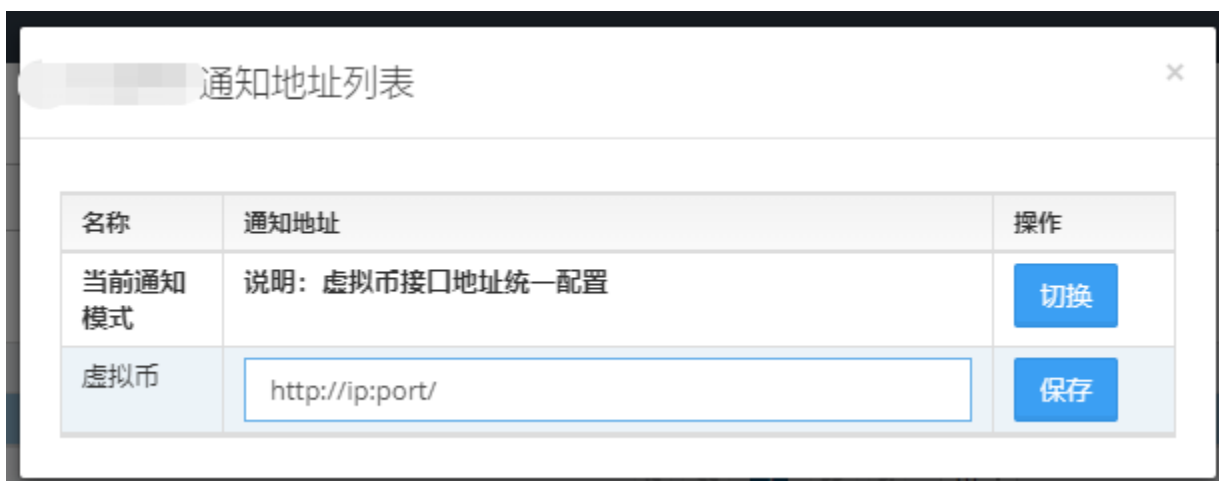 通知地址列表
×
名称 通知地址 操作
当前通知
模式
说明：虚拟币接口地址统一配置
切换
虚拟币
http://ip:port/
保存